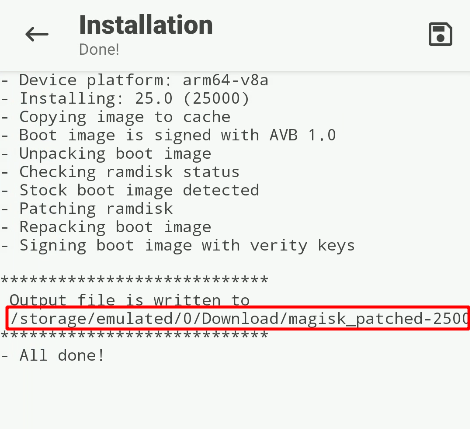 Installation
Done!
- Device platform: arm64-v8a
- Installing: 25.0 (25000)
- Copying image to cache
- Boot image is signed with AVB 1.0
- Unpacking boot image
- Checking ramdisk status
- Stock boot image detected
- Patching ramdisk
- Repacking boot image
- Signing boot image with verity keys
****************************
Output file is written to
/storage/emulated/0/Download/magisk_patched-2500
****************************
- All done!